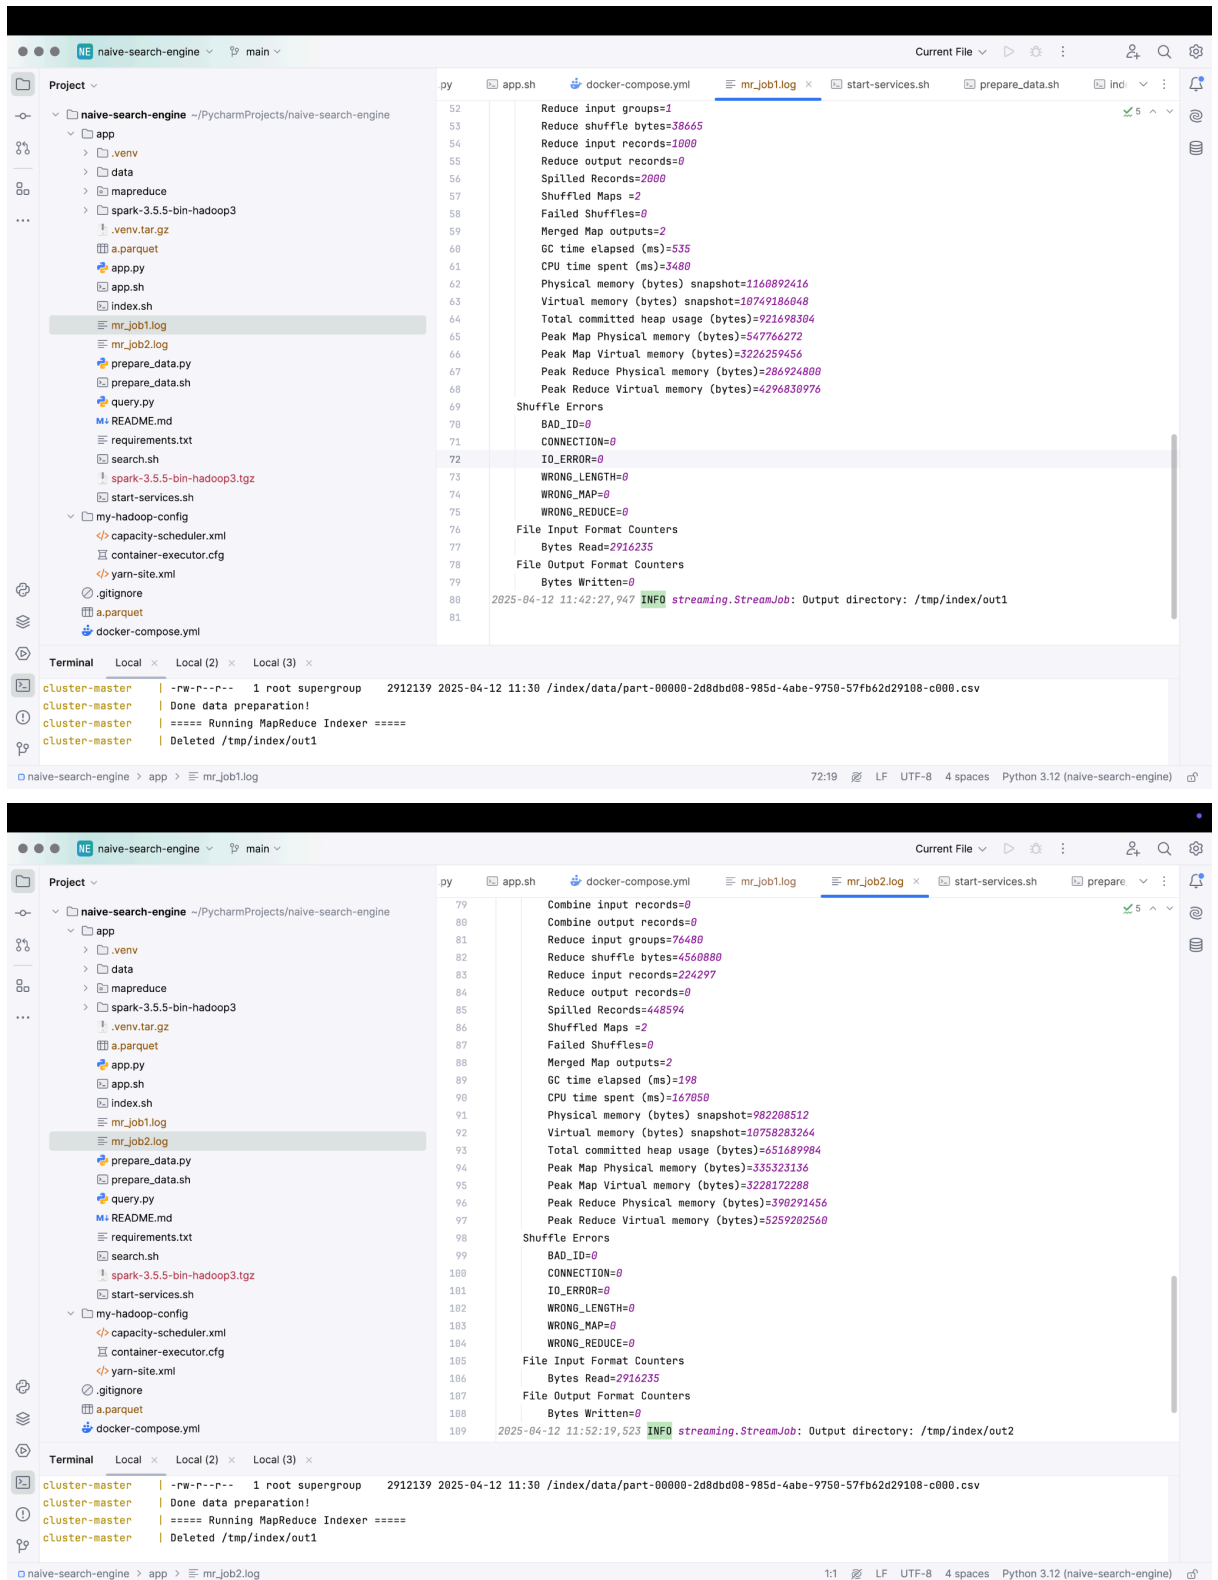 NE naive-search-engine main Current File
Project .py app.sh docker-compose.yml mr_job1.log × start-services.sh prepare_data.sh ind
naive-search-engine ~/PycharmProjects/naive-search-engine
app
.venv
data
mapreduce
spark-3.5.5-bin-hadoop3
.venv.tar.gz
a.parquet
app.py
app.sh
index.sh
mr_job1.log
mr_job2.log
prepare_data.py
prepare_data.sh
query.py
README.md
requirements.txt
search.sh
spark-3.5.5-bin-hadoop3.tgz
start-services.sh
my-hadoop-config
capacity-scheduler.xml
container-executor.cfg
yarn-site.xml
.gitignore
a.parquet
docker-compose.yml
5
52 Reduce input groups=1
53 Reduce shuffle bytes=38665
54 Reduce input records=1000
55 Reduce output records=0
56 Spilled Records=2000
57 Shuffled Maps =2
58 Failed Shuffles=0
59 Merged Map outputs=2
60 GC time elapsed (ms)=535
61 CPU time spent (ms)=3480
62 Physical memory (bytes) snapshot=1160892416
63 Virtual memory (bytes) snapshot=10749186048
64 Total committed heap usage (bytes)=921698304
65 Peak Map Physical memory (bytes)=547766272
66 Peak Map Virtual memory (bytes)=3226259456
67 Peak Reduce Physical memory (bytes)=286924800
68 Peak Reduce Virtual memory (bytes)=4296830976
69 Shuffle Errors
70 BAD_ID=0
71 CONNECTION=0
72 IO_ERROR=0
73 WRONG_LENGTH=0
74 WRONG_MAP=0
75 WRONG_REDUCE=0
76 File Input Format Counters
77 Bytes Read=2916235
78 File Output Format Counters
79 Bytes Written=0
80 2025-04-12 11:42:27,947 INFO streaming.StreamJob: Output directory: /tmp/index/out1
81
Terminal Local × Local (2) × Local (3) ×
cluster-master | -rw-r--r-- 1 root supergroup 2912139 2025-04-12 11:30 /index/data/part-00000-2d8dbd08-985d-4abe-9750-57fb62d29108-c000.csv
cluster-master | Done data preparation!
cluster-master | ===== Running MapReduce Indexer =====
cluster-master | Deleted /tmp/index/out1
naive-search-engine > app > mr_job1.log 72:19 LF UTF-8 4 spaces Python 3.12 (naive-search-engine)
NE naive-search-engine main Current File
Project .py app.sh docker-compose.yml mr_job1.log mr_job2.log × start-services.sh prepare
naive-search-engine ~/PycharmProjects/naive-search-engine
app
.venv
data
mapreduce
spark-3.5.5-bin-hadoop3
.venv.tar.gz
a.parquet
app.py
app.sh
index.sh
mr_job1.log
mr_job2.log
prepare_data.py
prepare_data.sh
query.py
README.md
requirements.txt
search.sh
spark-3.5.5-bin-hadoop3.tgz
start-services.sh
my-hadoop-config
capacity-scheduler.xml
container-executor.cfg
yarn-site.xml
.gitignore
a.parquet
docker-compose.yml
5
79 Combine input records=0
80 Combine output records=0
81 Reduce input groups=76480
82 Reduce shuffle bytes=4560880
83 Reduce input records=224297
84 Reduce output records=0
85 Spilled Records=448594
86 Shuffled Maps =2
87 Failed Shuffles=0
88 Merged Map outputs=2
89 GC time elapsed (ms)=198
90 CPU time spent (ms)=167050
91 Physical memory (bytes) snapshot=982208512
92 Virtual memory (bytes) snapshot=10758283264
93 Total committed heap usage (bytes)=651689984
94 Peak Map Physical memory (bytes)=335323136
95 Peak Map Virtual memory (bytes)=3228172288
96 Peak Reduce Physical memory (bytes)=390291456
97 Peak Reduce Virtual memory (bytes)=5259202560
98 Shuffle Errors
99 BAD_ID=0
100 CONNECTION=0
101 IO_ERROR=0
102 WRONG_LENGTH=0
103 WRONG_MAP=0
104 WRONG_REDUCE=0
105 File Input Format Counters
106 Bytes Read=2916235
107 File Output Format Counters
108 Bytes Written=0
109 2025-04-12 11:52:19,523 INFO streaming.StreamJob: Output directory: /tmp/index/out2
Terminal Local × Local (2) × Local (3) ×
cluster-master | -rw-r--r-- 1 root supergroup 2912139 2025-04-12 11:30 /index/data/part-00000-2d8dbd08-985d-4abe-9750-57fb62d29108-c000.csv
cluster-master | Done data preparation!
cluster-master | ===== Running MapReduce Indexer =====
cluster-master | Deleted /tmp/index/out1
naive-search-engine > app > mr_job2.log 1:1 LF UTF-8 4 spaces Python 3.12 (naive-search-engine)